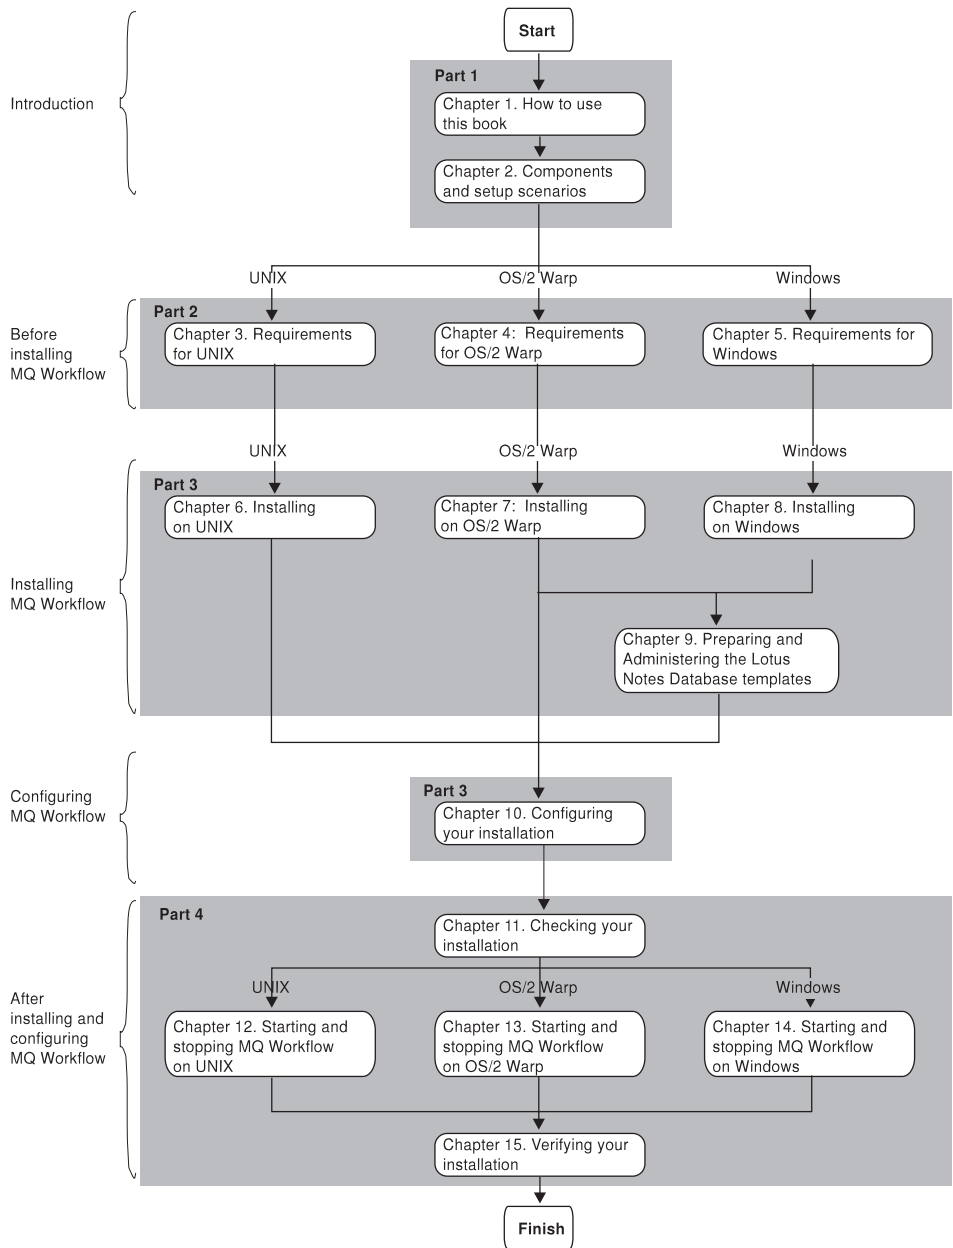 Start
Introduction
Part 1
Chapter 1. How to use
this book
Chapter 2. Components
and setup scenarios
UNIX
OS/2 Warp
Windows
Before
installing
MQ Workflow
Part 2
Chapter 3. Requirements
for UNIX
Chapter 4:  Requirements
for OS/2 Warp
Chapter 5. Requirements for
Windows
UNIX
OS/2 Warp
Windows
Installing
MQ Workflow
Part 3
Chapter 6. Installing
on UNIX
Chapter 7:  Installing
on OS/2 Warp
Chapter 8. Installing
on Windows
Chapter 9. Preparing and
Administering the Lotus
Notes Database templates
Configuring
MQ Workflow
Part 3
Chapter 10. Configuring
your installation
After
installing and
configuring
MQ Workflow
Part 4
Chapter 11. Checking your
installation
UNIX
OS/2 Warp
Windows
Chapter 12. Starting and
stopping MQ Workflow
on UNIX
Chapter 13. Starting and
stopping MQ Workflow
on OS/2 Warp
Chapter 14. Starting and
stopping MQ Workflow
on Windows
Chapter 15. Verifying your
installation
Finish